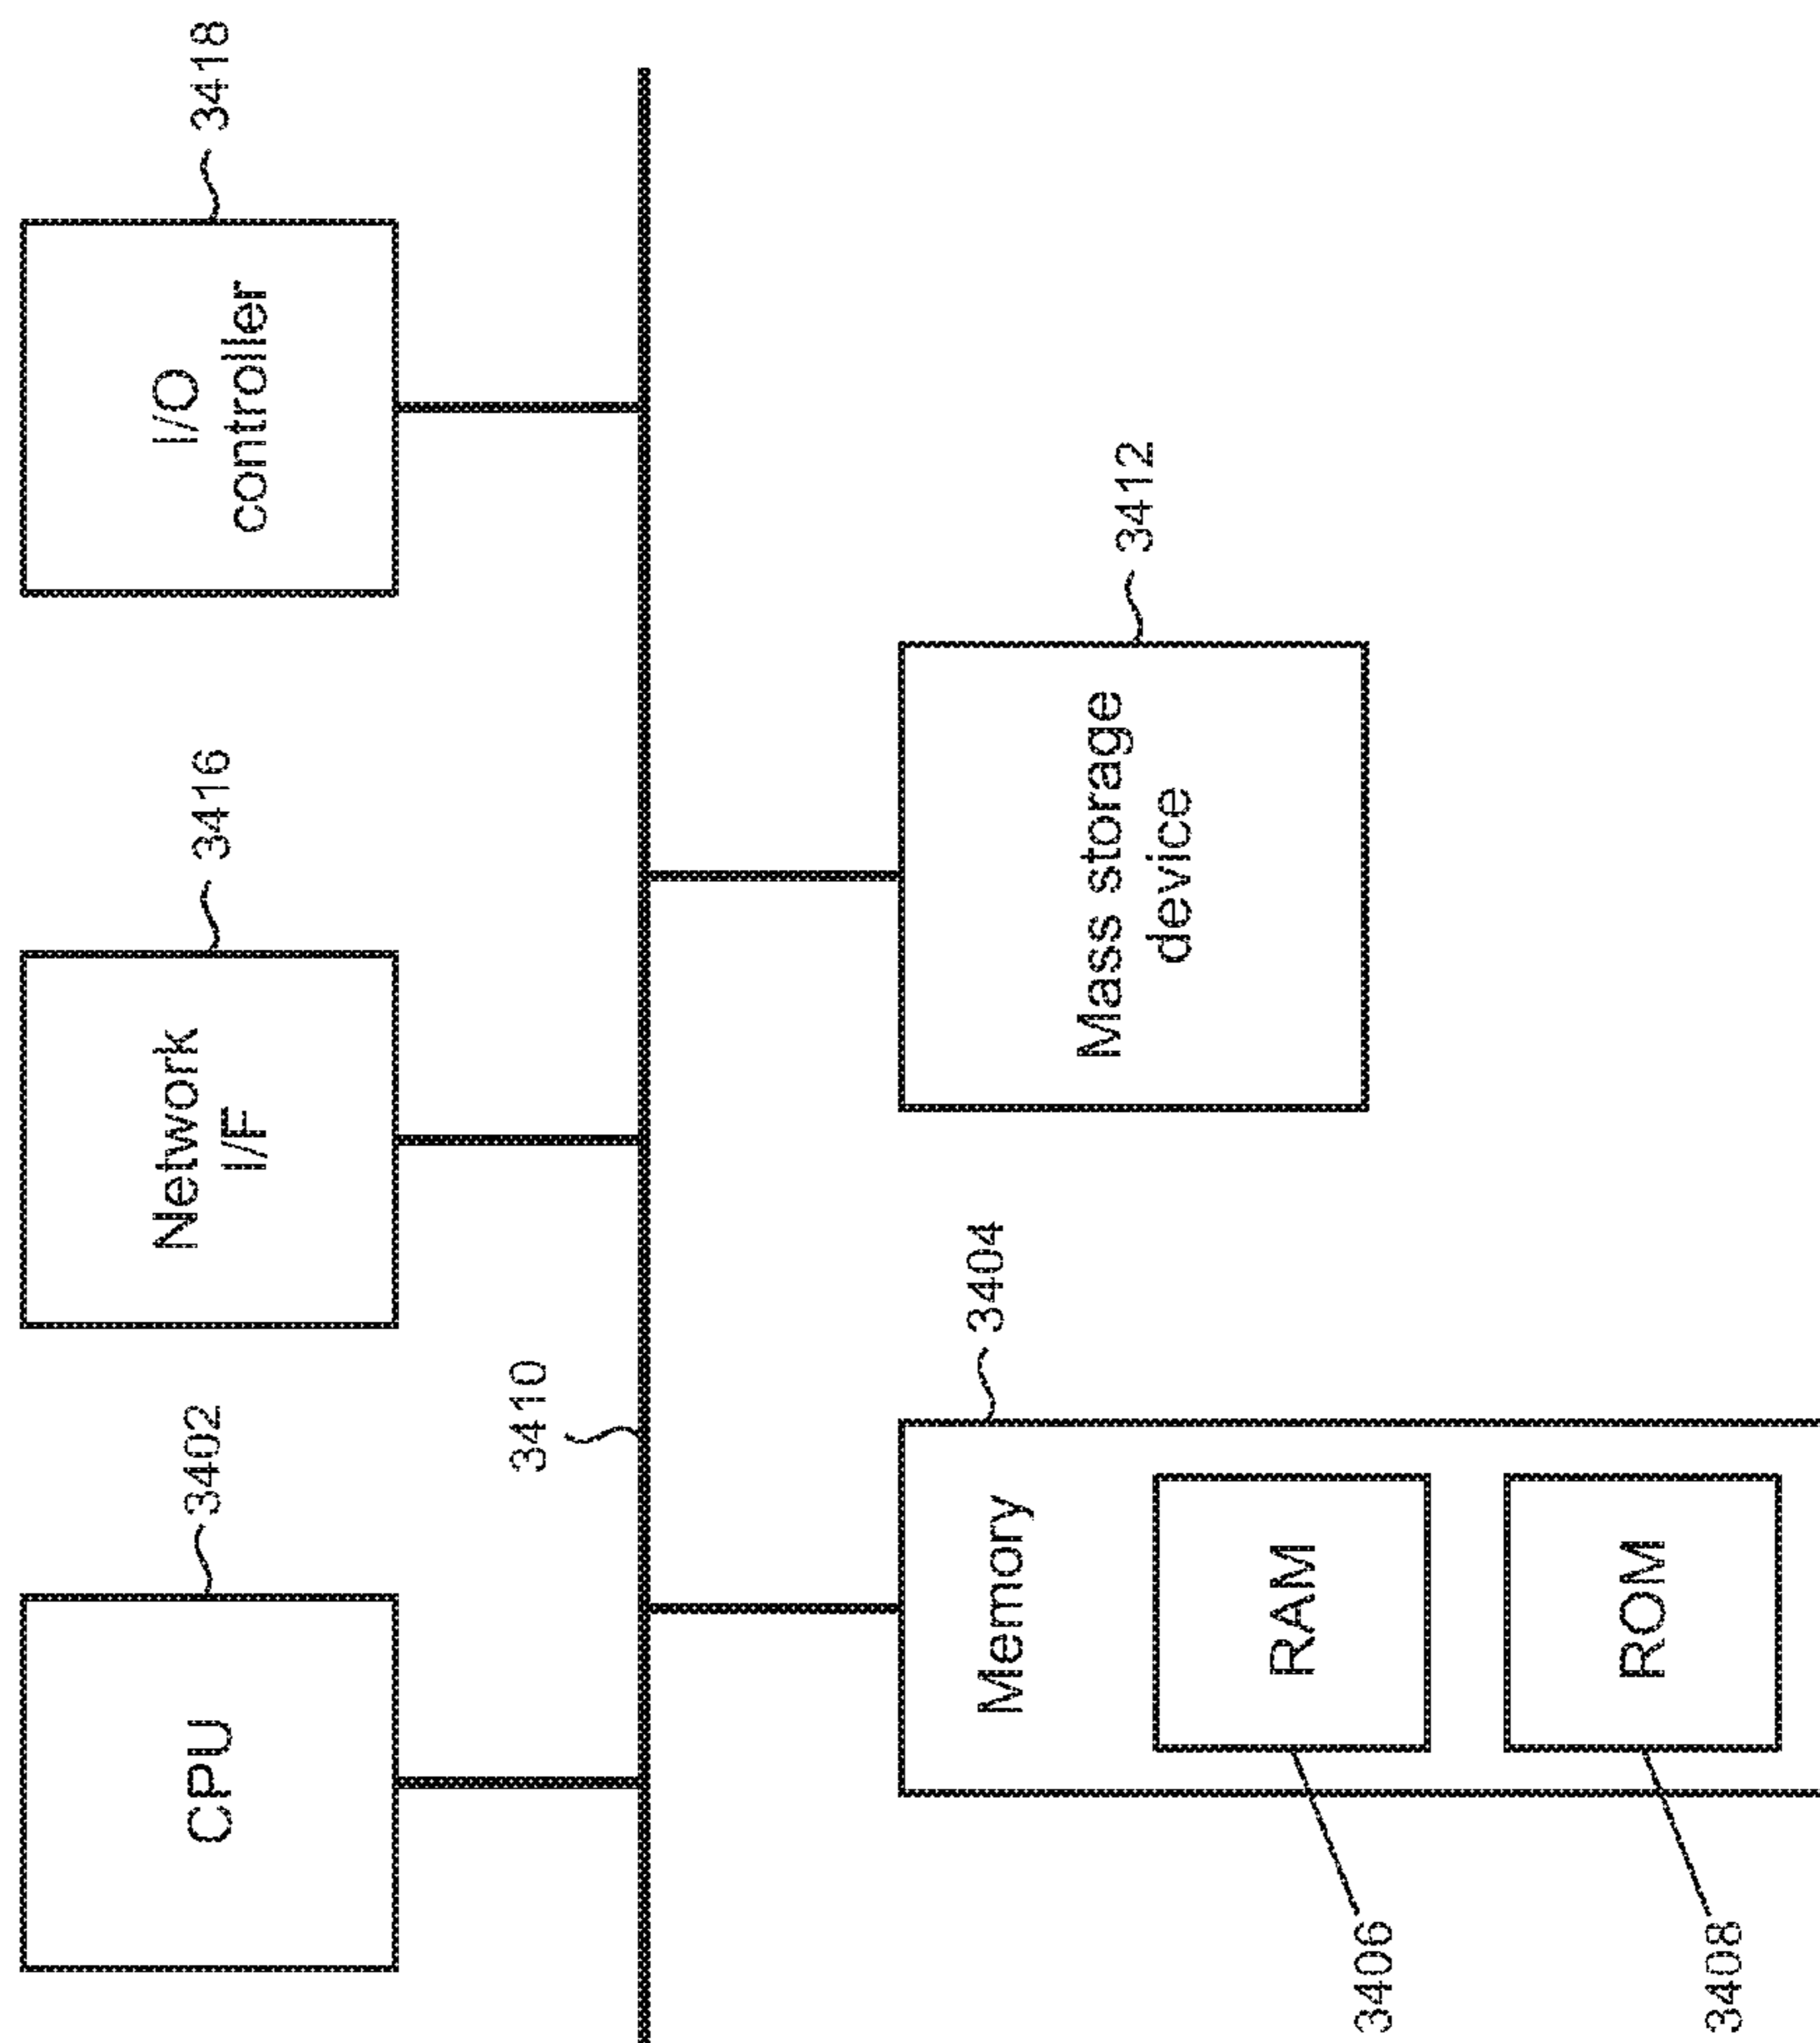 CPU
3402
Network
I/F
3416
I/O
controller
3418
3410
Memory
3404
RAM
3406
ROM
3408
Mass storage
device
3412